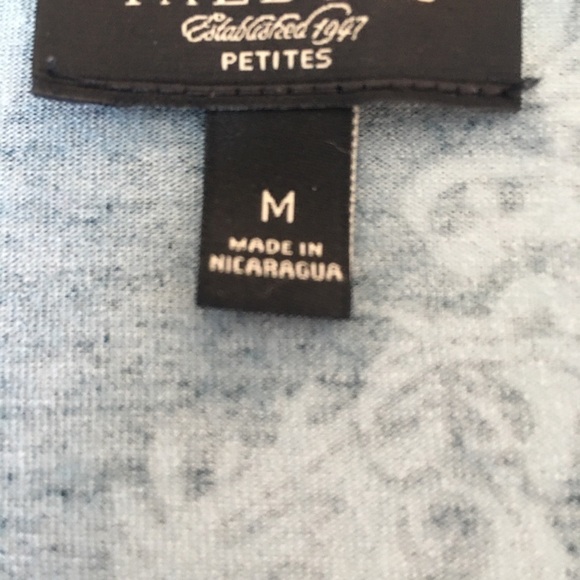 Established 1947
PETITES
M
MADE IN
NICARAGUA